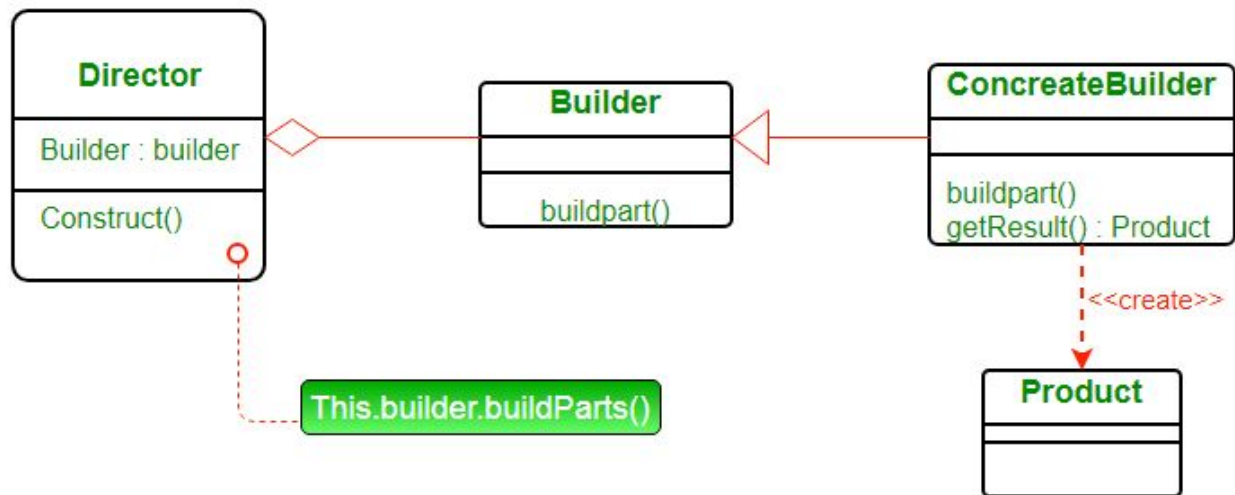 Director
Builder : builder
Construct()
This.builder.buildParts()
Builder
buildpart()
ConcreateBuilder
buildpart()
getResult() : Product
<<create>>
Product